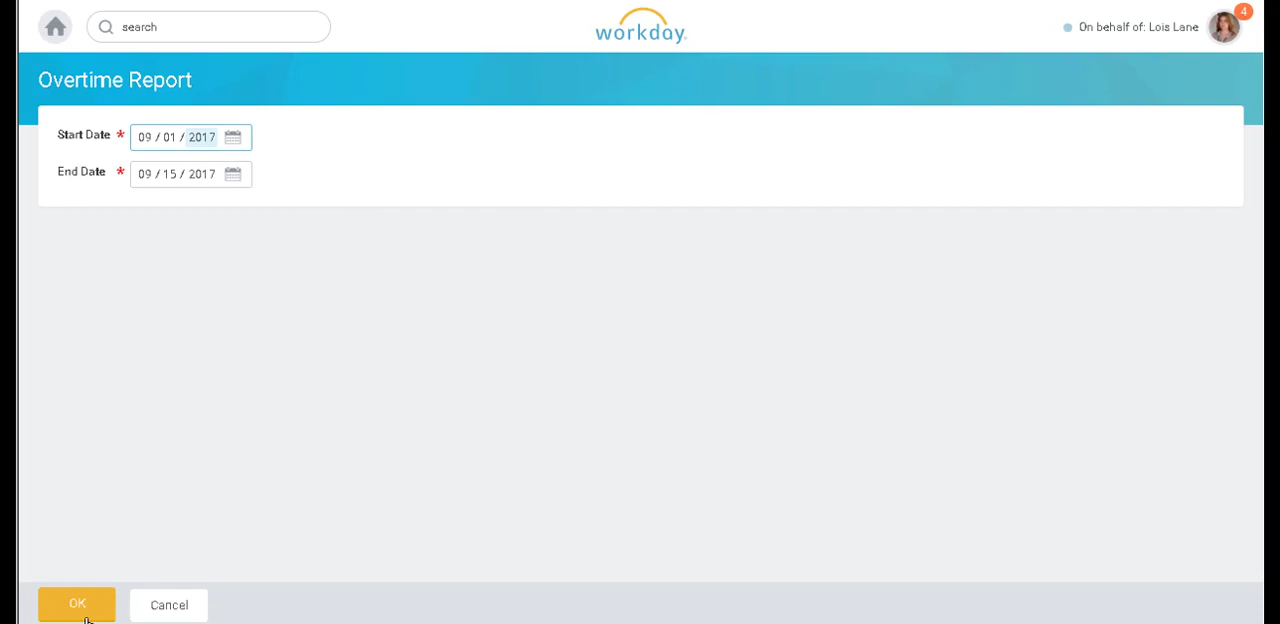 search
workday.
On behalf of: Lois Lane
4
Overtime Report
Start Date * 09 / 01 / 2017
End Date * 09 / 15 / 2017
OK
Cancel